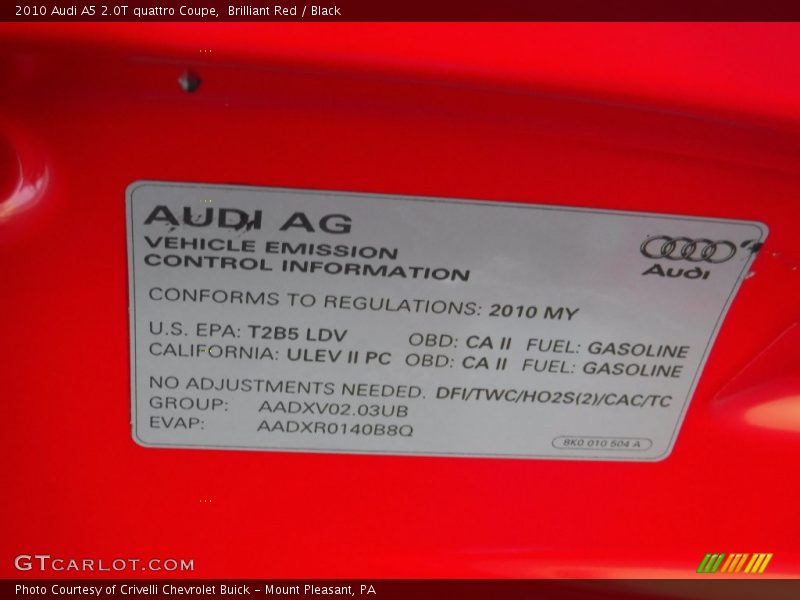 2010 Audi A5 2.0T quattro Coupe,  Brilliant Red / Black
AUDI AG
VEHICLE EMISSION
CONTROL INFORMATION
Audi
CONFORMS TO REGULATIONS: 2010 MY
U.S. EPA: T2B5 LDV OBD: CA II FUEL: GASOLINE
CALIFORNIA: ULEV II PC OBD: CA II FUEL: GASOLINE
NO ADJUSTMENTS NEEDED. DFI/TWC/HO2S(2)/CAC/TC
GROUP: AADXV02.03UB
EVAP: AADXR0140B8Q
8K0 010 504 A
GTCARLOT.COM
Photo Courtesy of Crivelli Chevrolet Buick – Mount Pleasant, PA